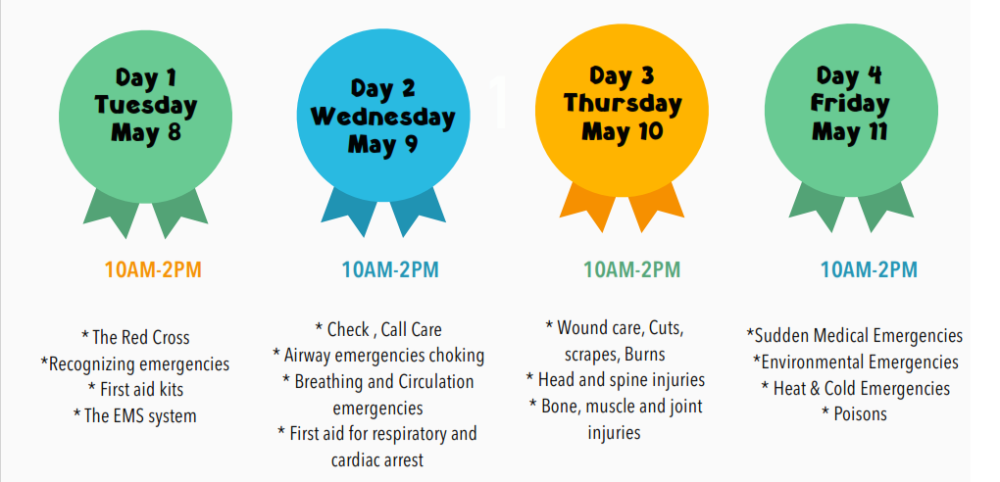 Day 1
Tuesday
May 8
10AM-2PM
* The Red Cross
*Recognizing emergencies
* First aid kits
* The EMS system
Day 2
Wednesday
May 9
10AM-2PM
* Check , Call Care
* Airway emergencies choking
* Breathing and Circulation
emergencies
* First aid for respiratory and
cardiac arrest
1
Day 3
Thursday
May 10
10AM-2PM
* Wound care, Cuts,
scrapes, Burns
* Head and spine injuries
* Bone, muscle and joint
injuries
Day 4
Friday
May 11
10AM-2PM
*Sudden Medical Emergencies
*Environmental Emergencies
* Heat & Cold Emergencies
* Poisons